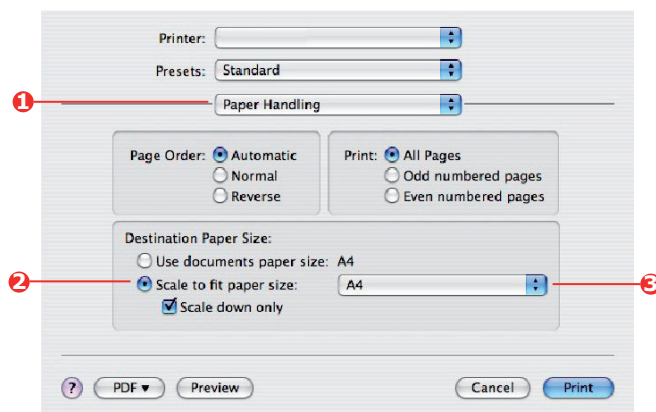 Printer:
Presets: Standard
1 Paper Handling
Page Order: Automatic Print: All Pages
Normal Odd numbered pages
Reverse Even numbered pages
Destination Paper Size:
Use documents paper size: A4
2 Scale to fit paper size: A4 3
Scale down only
? PDF▼ Preview Cancel Print